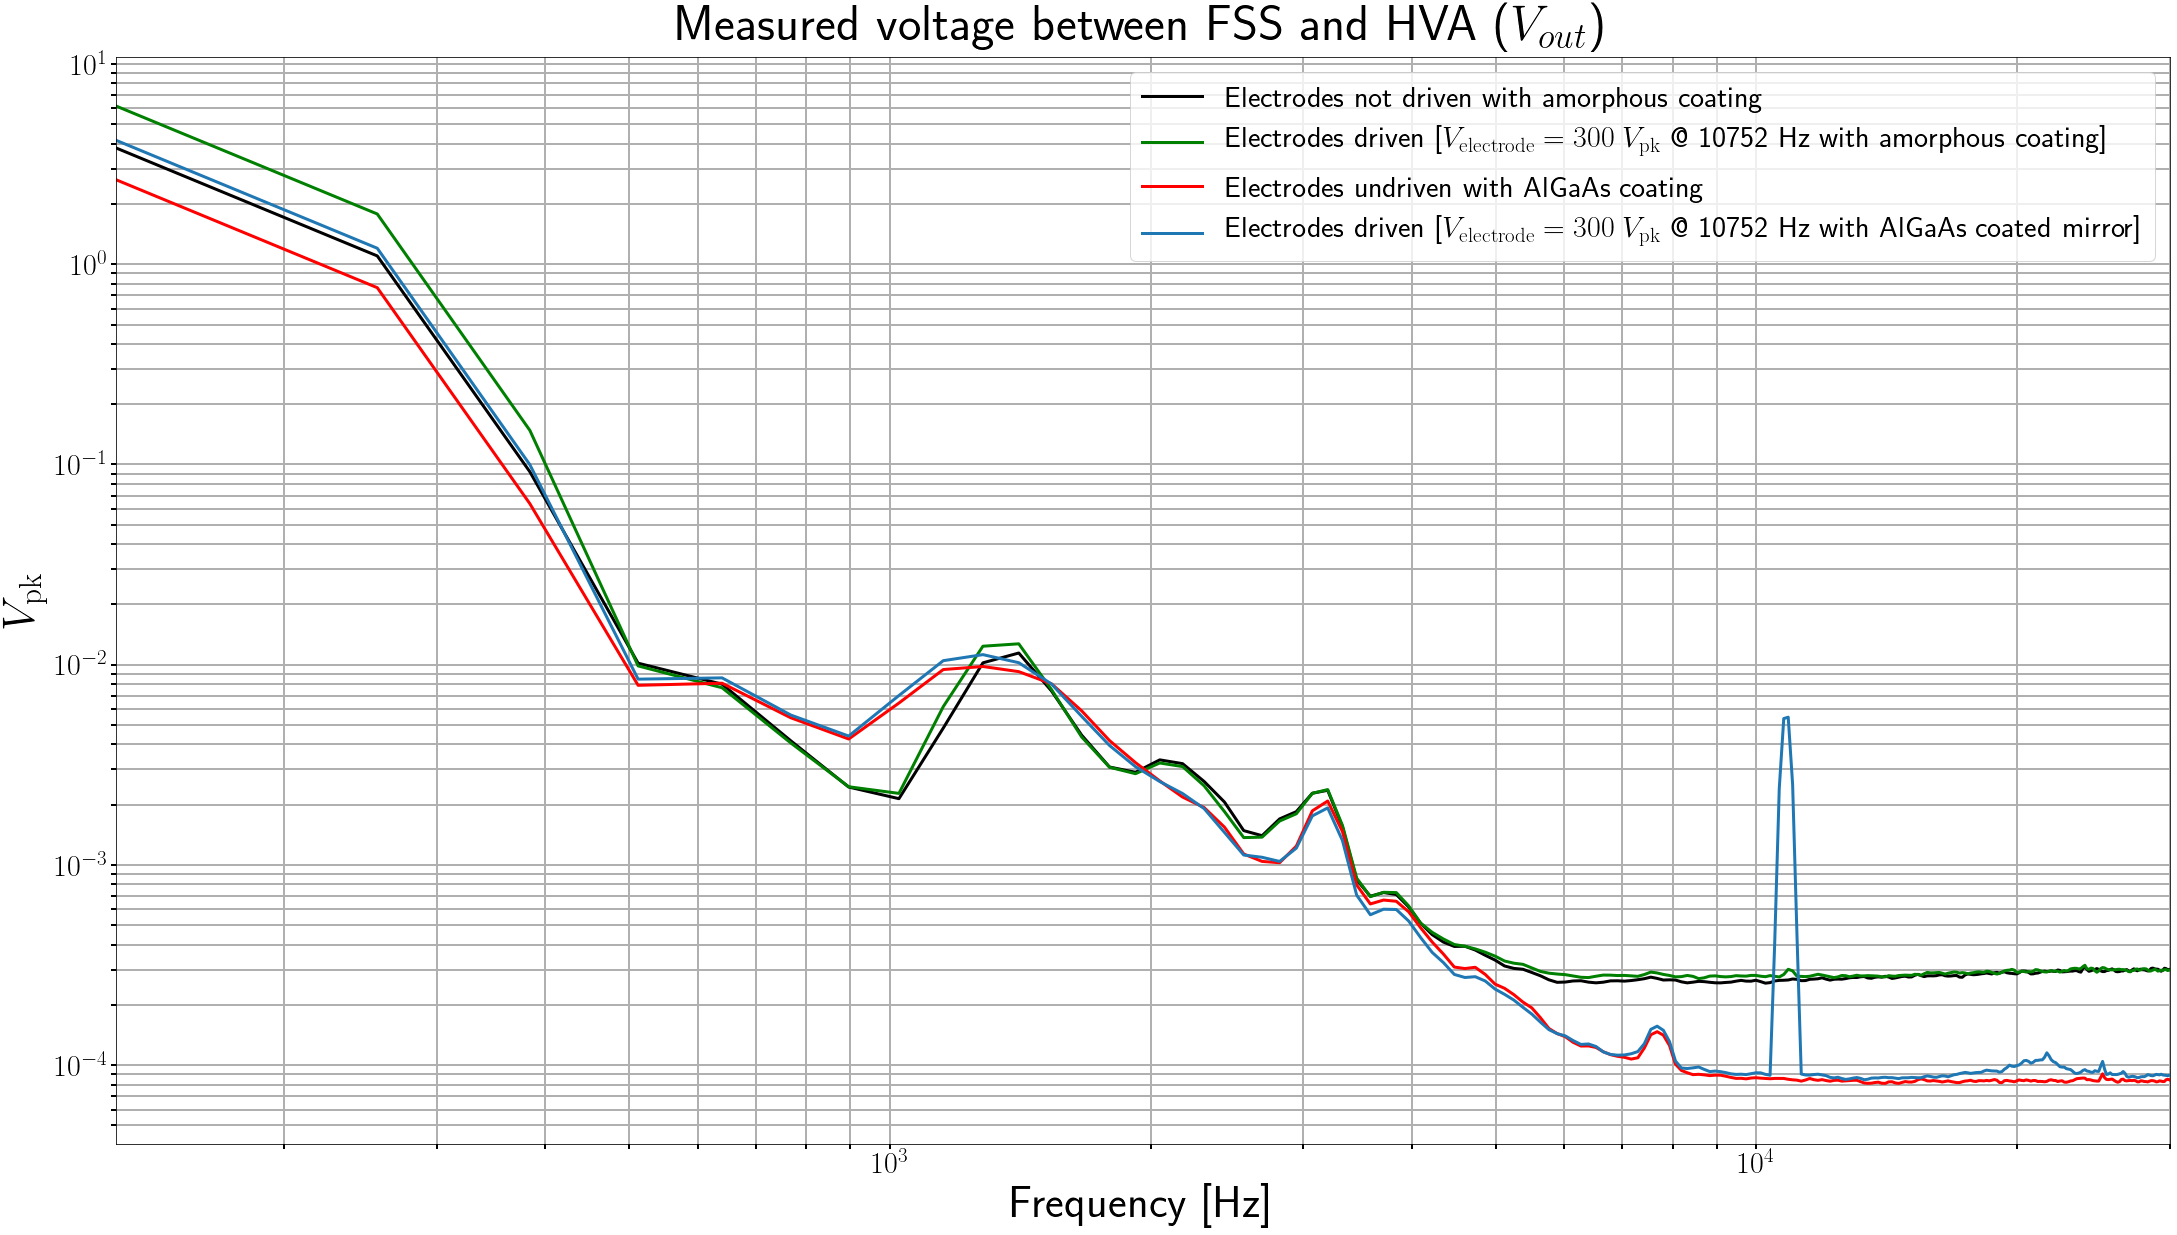 Measured voltage between FSS and HVA (V_out)
Electrodes not driven with amorphous coating
Electrodes driven [V_electrode = 300 V_pk @ 10752 Hz with amorphous coating]
Electrodes undriven with AlGaAs coating
Electrodes driven [V_electrode = 300 V_pk @ 10752 Hz with AlGaAs coated mirror]
10^1
10^0
10^−1
10^−2
10^−3
10^−4
V_pk
10^3
10^4
Frequency [Hz]